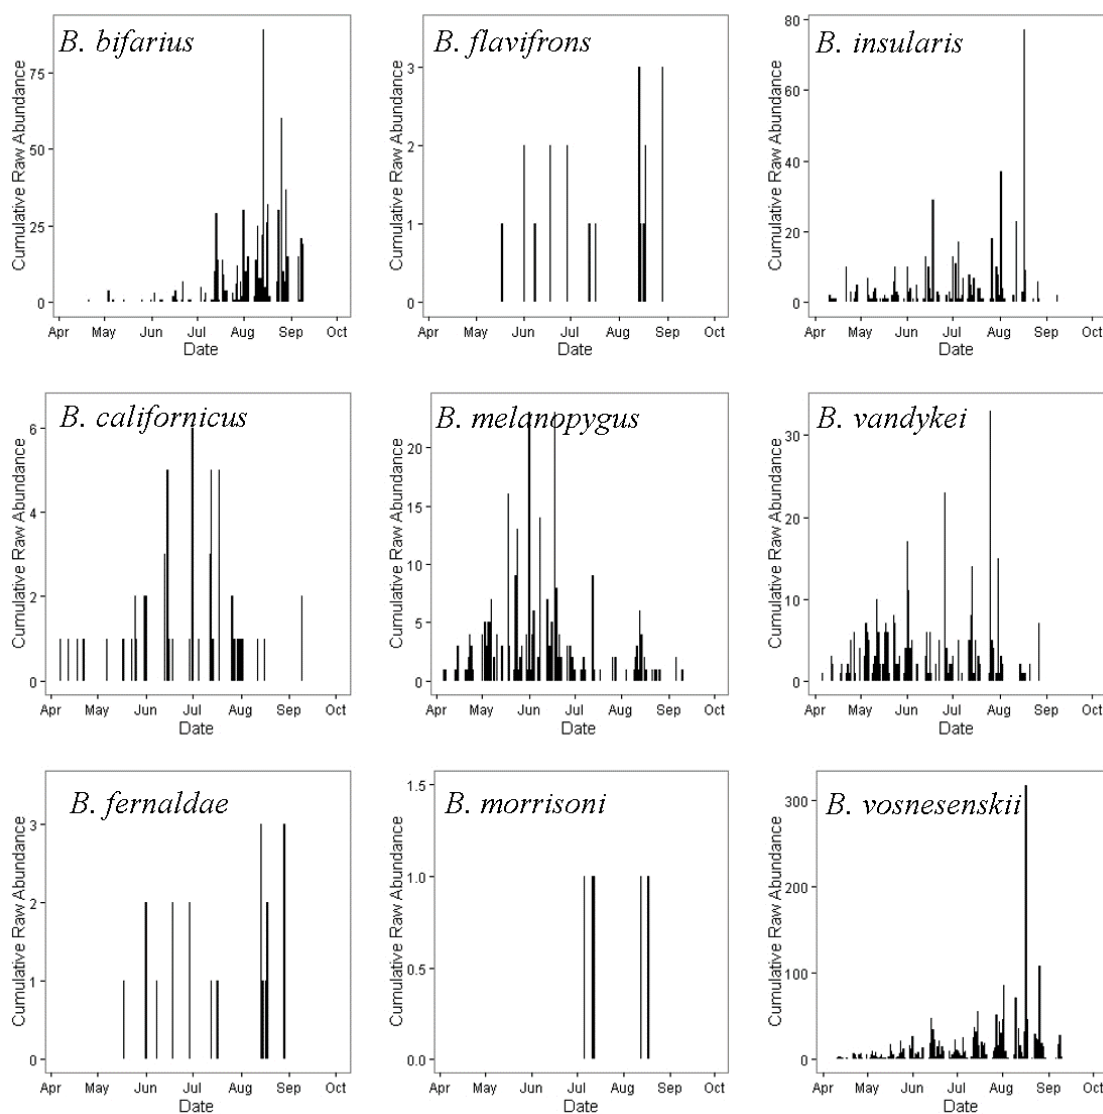 B. bifarius
Cumulative Raw Abundance
75
50
25
0
Apr May Jun Jul Aug Sep Oct
Date
B. flavifrons
Cumulative Raw Abundance
3
2
1
0
Apr May Jun Jul Aug Sep Oct
Date
B. insularis
Cumulative Raw Abundance
80
60
40
20
0
Apr May Jun Jul Aug Sep Oct
Date
B. californicus
Cumulative Raw Abundance
6
4
2
0
Apr May Jun Jul Aug Sep Oct
Date
B. melanopygus
Cumulative Raw Abundance
20
15
10
5
0
Apr May Jun Jul Aug Sep Oct
Date
B. vandykei
Cumulative Raw Abundance
30
20
10
0
Apr May Jun Jul Aug Sep Oct
Date
B. fernaldae
Cumulative Raw Abundance
3
2
1
0
Apr May Jun Jul Aug Sep Oct
Date
B. morrisoni
Cumulative Raw Abundance
1.5
1.0
0.5
0.0
Apr May Jun Jul Aug Sep Oct
Date
B. vosnesenskii
Cumulative Raw Abundance
300
200
100
0
Apr May Jun Jul Aug Sep Oct
Date